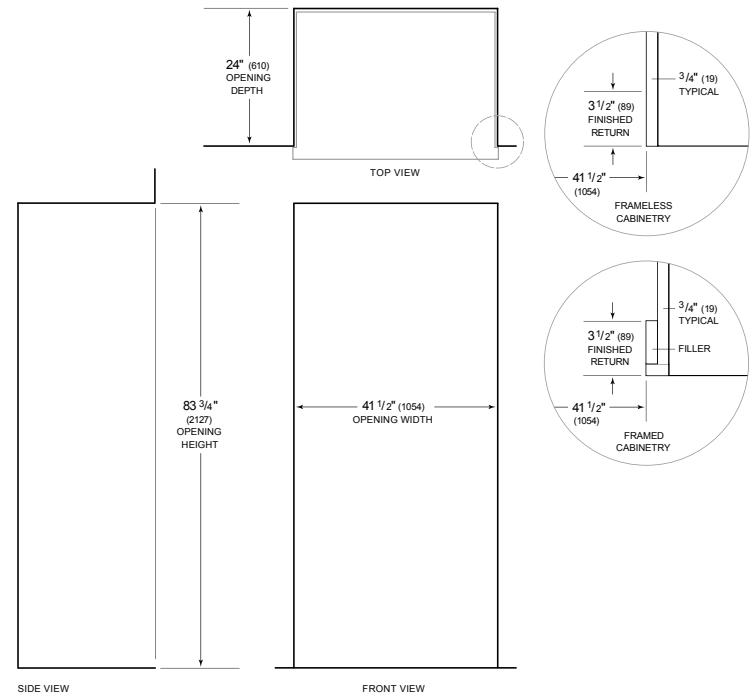 24" (610)
OPENING
DEPTH
TOP VIEW
3/4" (19)
TYPICAL
3 1/2" (89)
FINISHED
RETURN
41 1/2"
(1054)
FRAMELESS
CABINETRY
3/4" (19)
TYPICAL
3 1/2" (89)
FINISHED
RETURN
FILLER
41 1/2"
(1054)
FRAMED
CABINETRY
83 3/4"
(2127)
OPENING
HEIGHT
41 1/2" (1054)
OPENING WIDTH
SIDE VIEW
FRONT VIEW